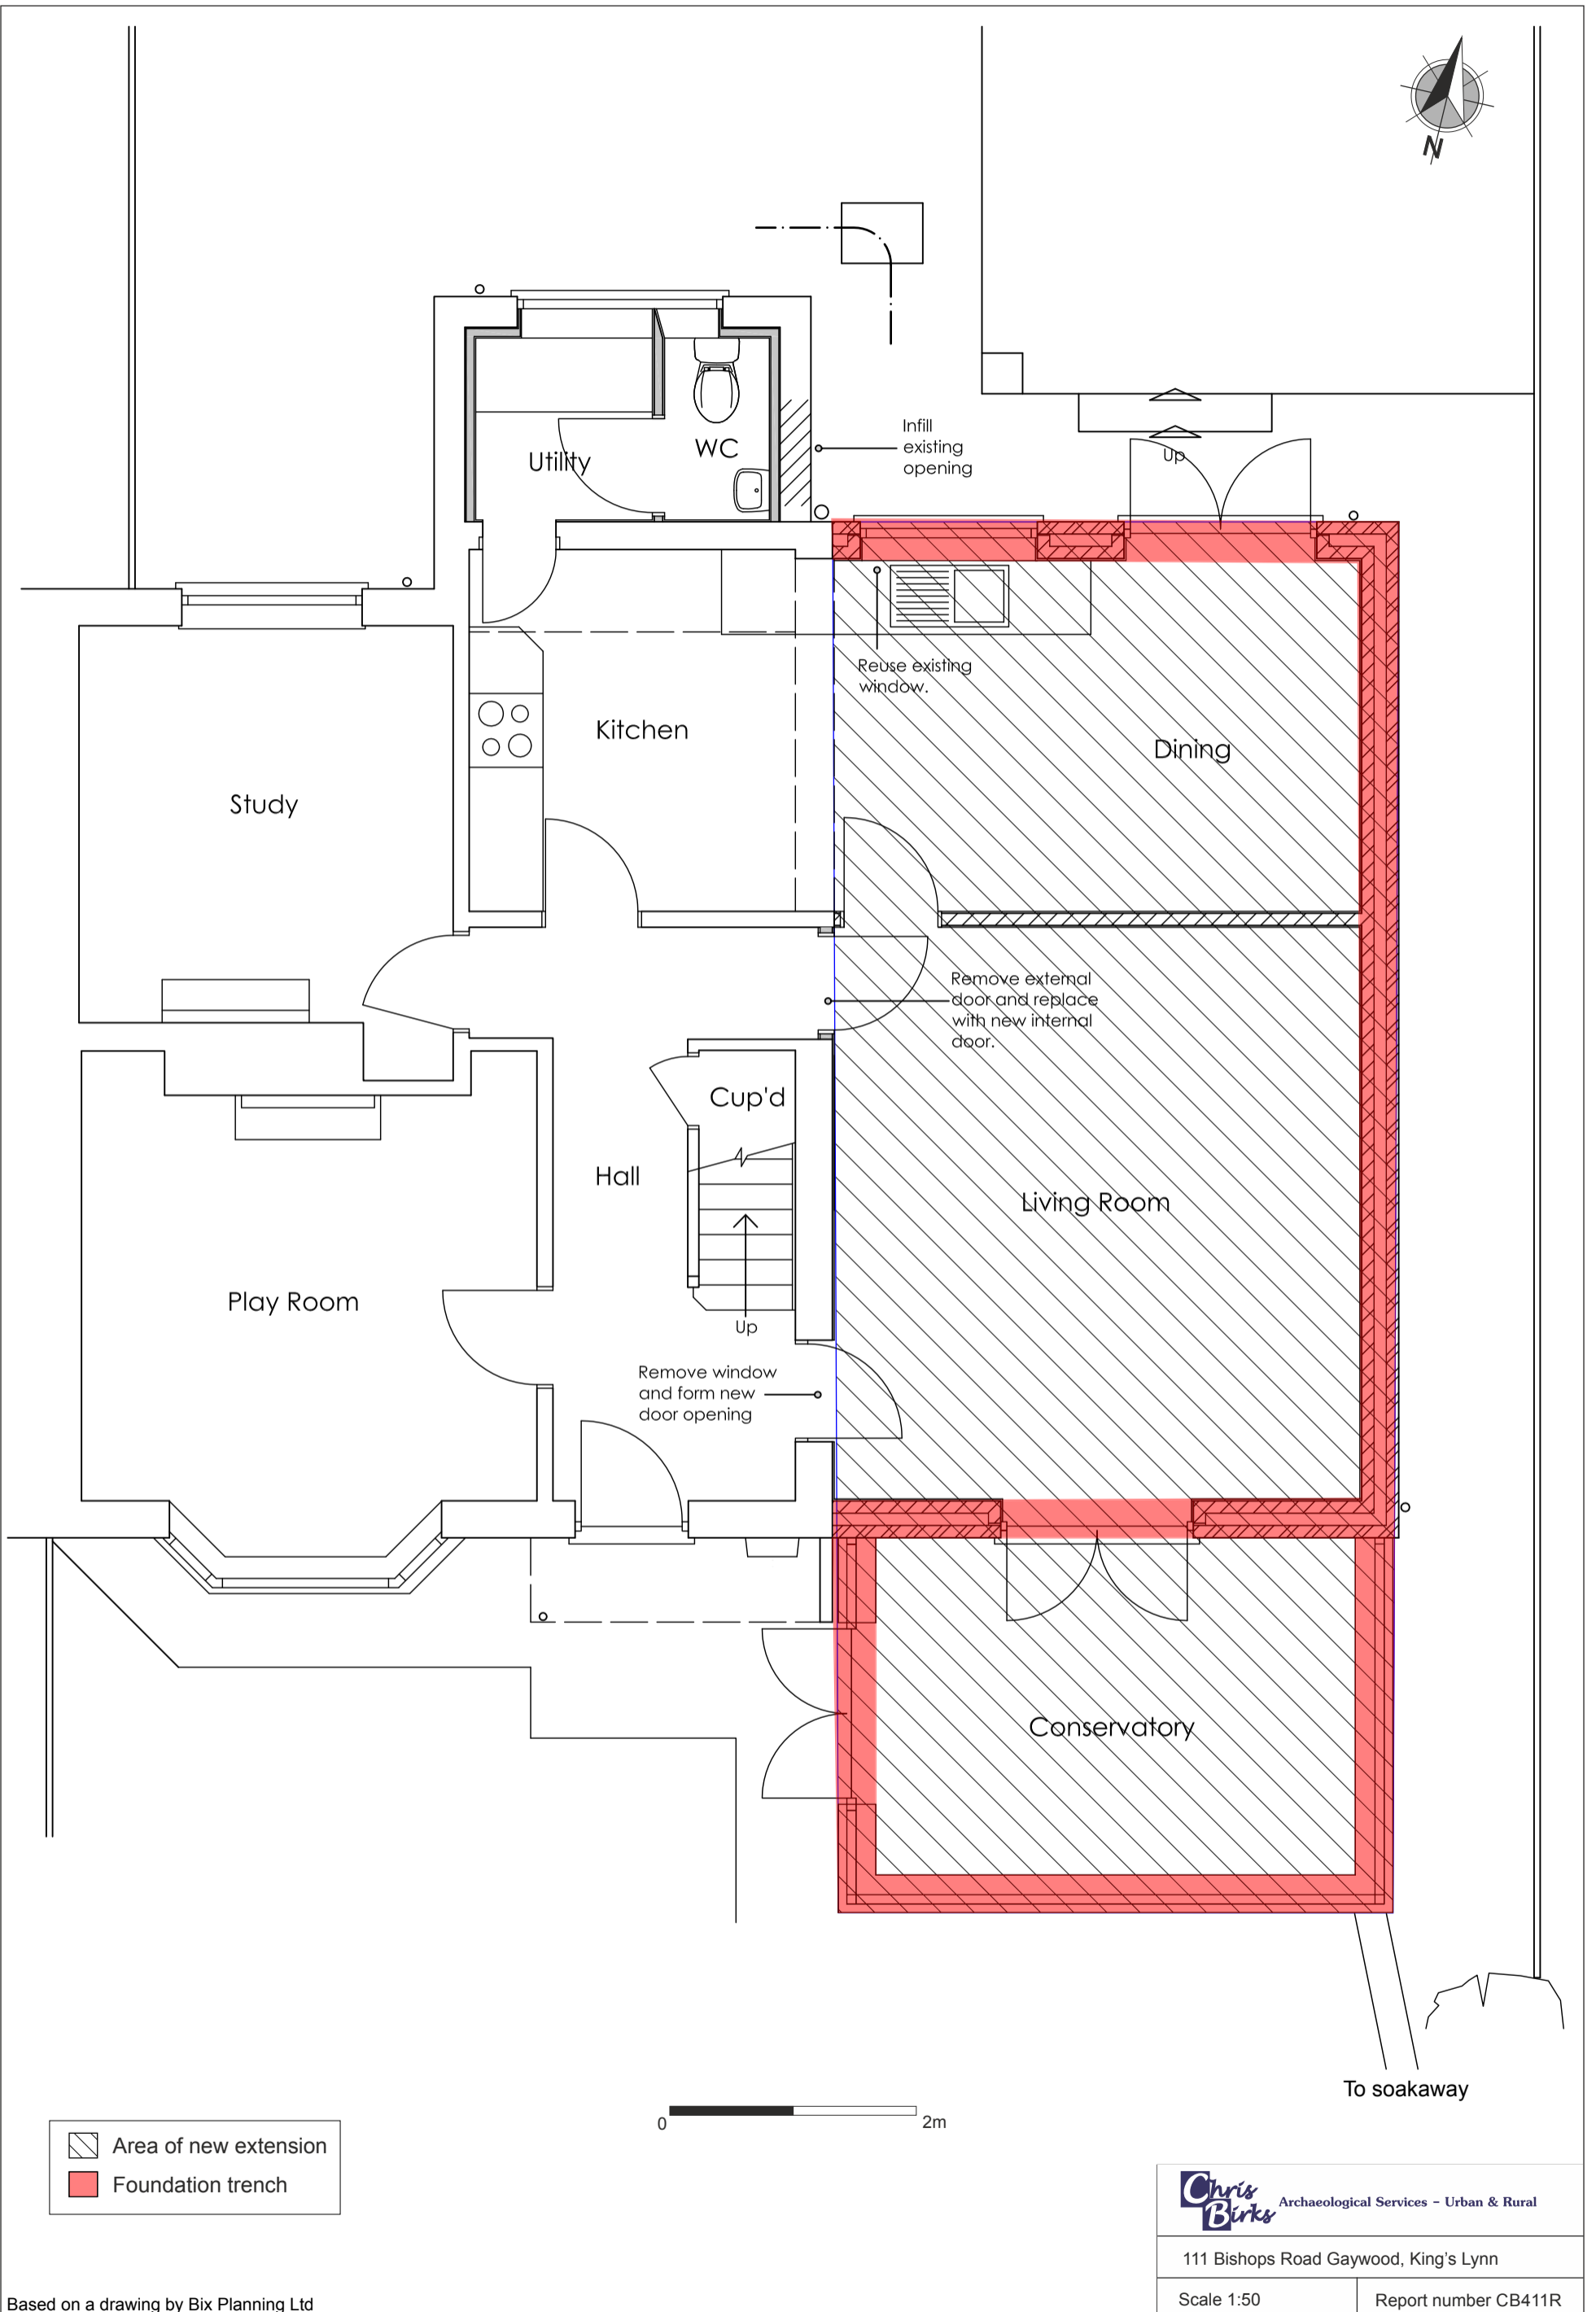 N
Infill
existing
opening
WC
Utility
Up
Reuse existing
window.
Kitchen
Dining
Study
Remove external
door and replace
with new internal
door.
Cup'd
Hall
Living Room
Play Room
Up
Remove window
and form new
door opening
Conservatory
To soakaway
0
2m
Area of new extension
Foundation trench
Chris
Birks
Archaeological Services - Urban & Rural
111 Bishops Road Gaywood, King's Lynn
Scale 1:50
Report number CB411R
Based on a drawing by Bix Planning Ltd